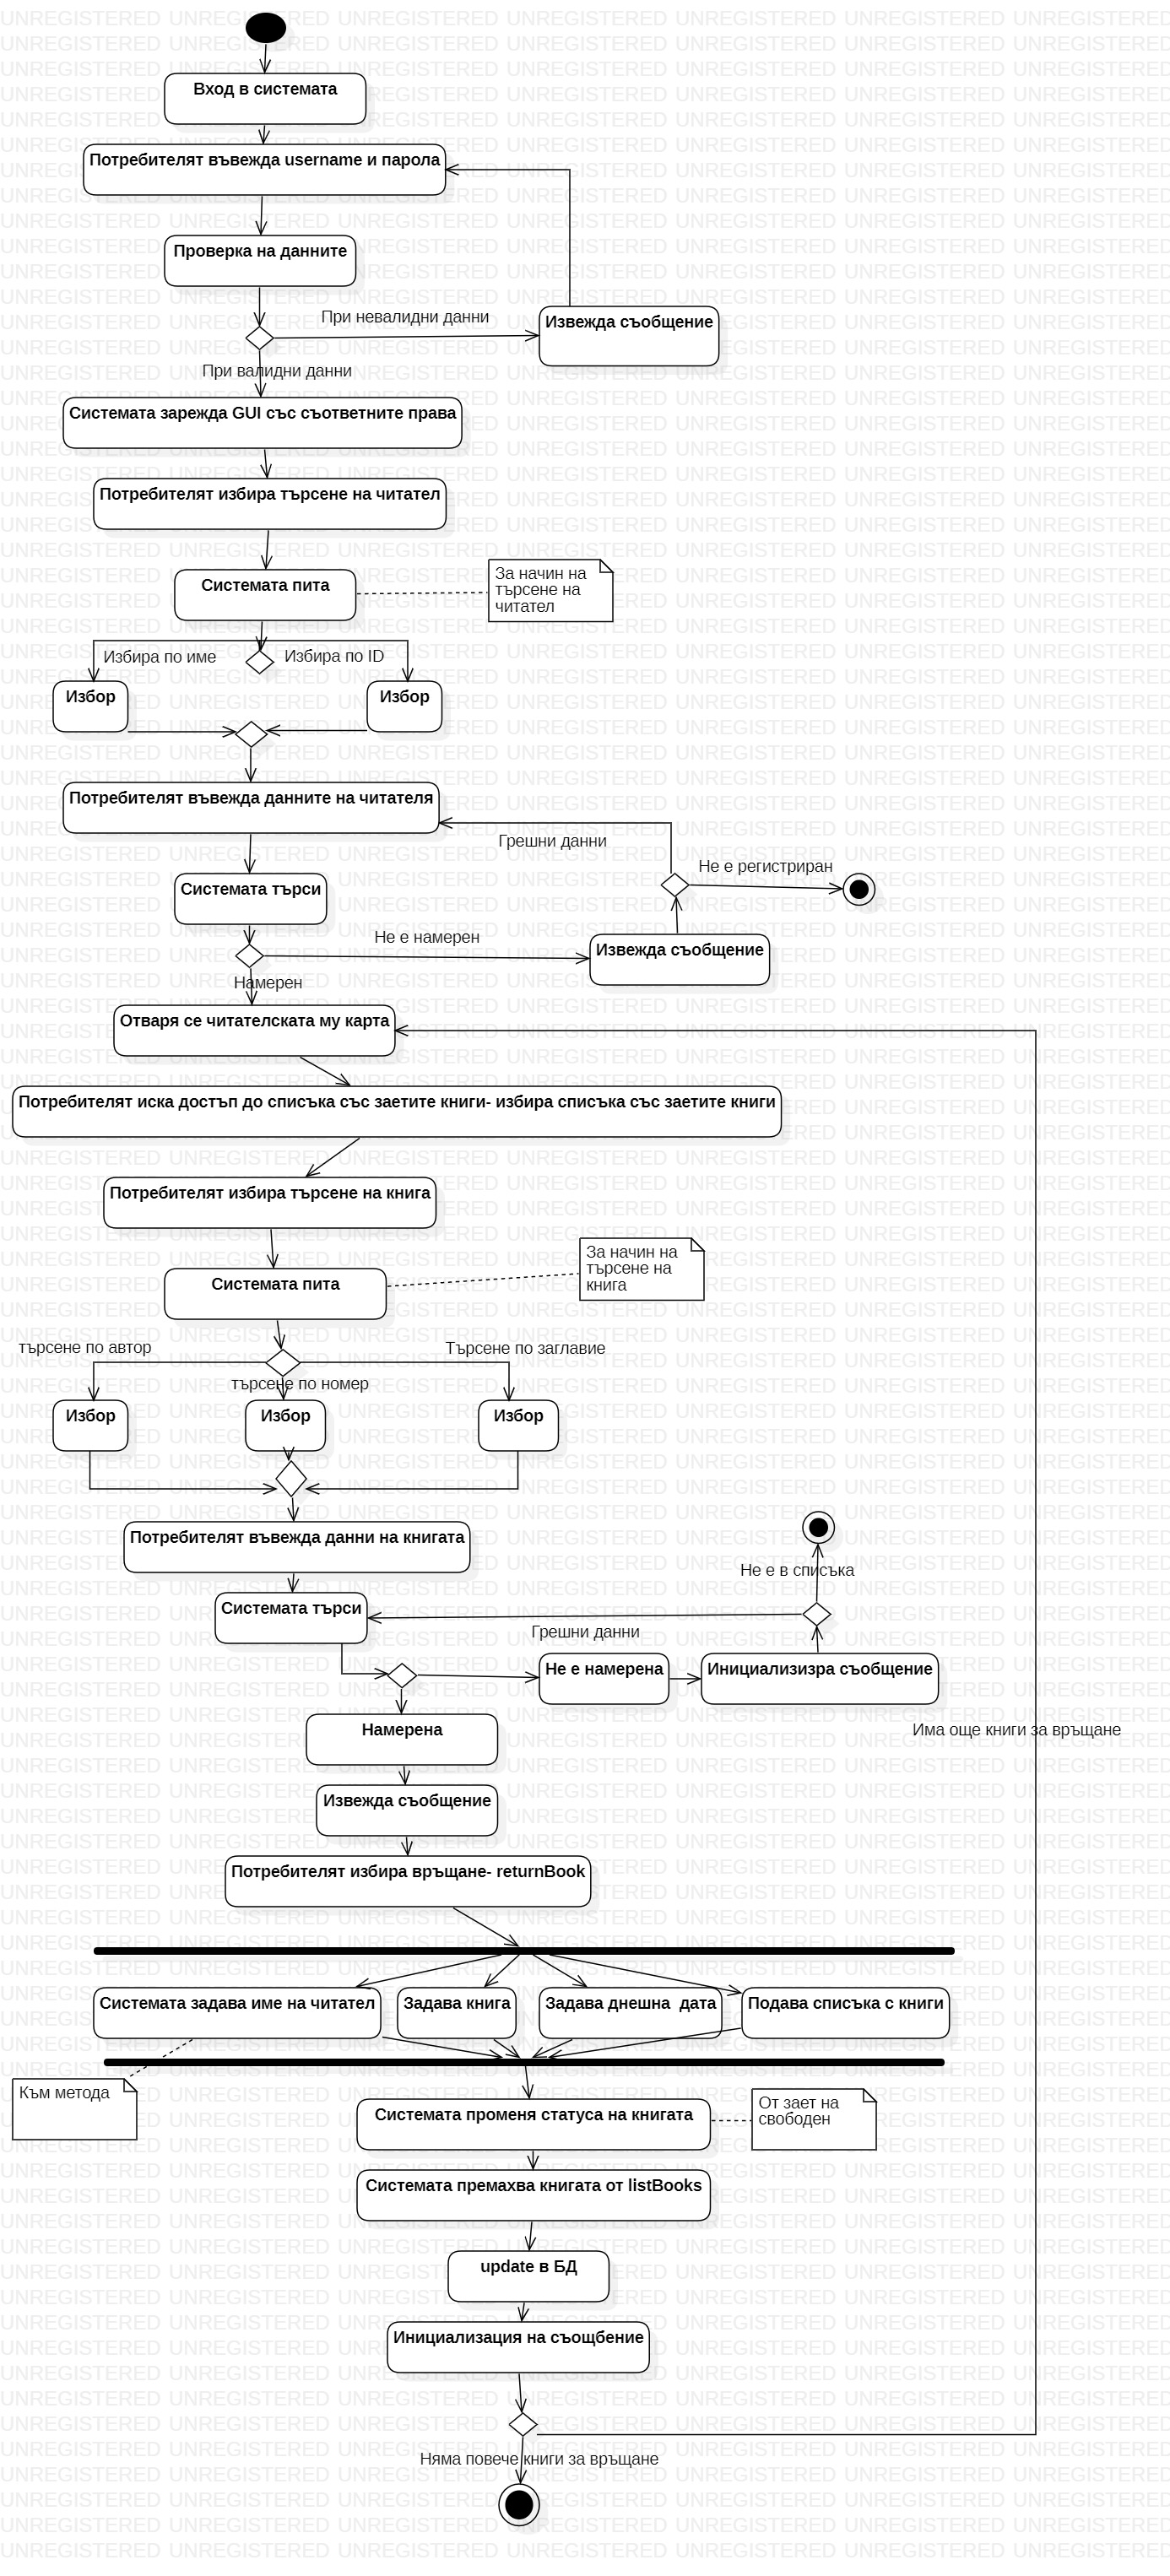 Вход в системата
Потребителят въвежда username и парола
Проверка на данните
При невалидни данни
Извежда съобщение
При валидни данни
Системата зарежда GUI със съответните права
Потребителят избира търсене на читател
Системата пита
За начин на
търсене на
читател
Избира по име
Избира по ID
Избор
Избор
Потребителят въвежда данните на читателя
Грешни данни
Не е регистриран
Системата търси
Не е намерен
Извежда съобщение
Намерен
Отваря се читателската му карта
Потребителят иска достъп до списъка със заетите книги- избира списъка със заетите книги
Потребителят избира търсене на книга
Системата пита
За начин на
търсене на
книга
търсене по автор
Търсене по заглавие
търсене по номер
Избор
Избор
Избор
Потребителят въвежда данни на книгата
Не е в списъка
Системата търси
Грешни данни
Не е намерена
Инициализизра съобщение
Намерена
Има още книги за връщане
Извежда съобщение
Потребителят избира връщане- returnBook
Системата задава име на читател
Задава книга
Задава днешна  дата
Подава списъка с книги
Към метода
Системата променя статуса на книгата
От зает на
свободен
Системата премахва книгата от listBooks
update в БД
Инициализация на същобение
Няма повече книги за връщане
UNREGISTERED